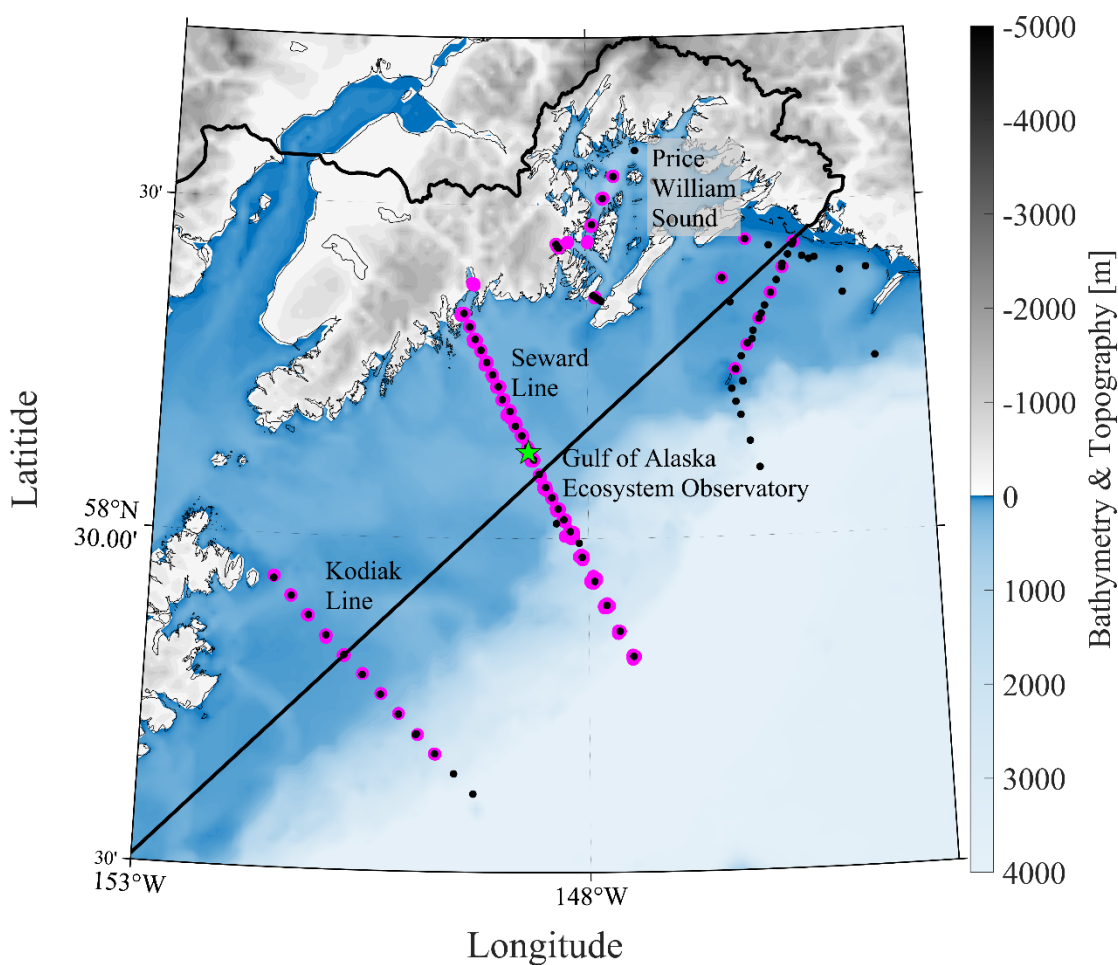 Price
William
Sound
Seward
Line
Gulf of Alaska
Ecosystem Observatory
Kodiak
Line
30'
58°N
30.00'
30'
153°W
148°W
Latitide
Longitude
-5000
-4000
-3000
-2000
-1000
0
1000
2000
3000
4000
Bathymetry & Topography [m]